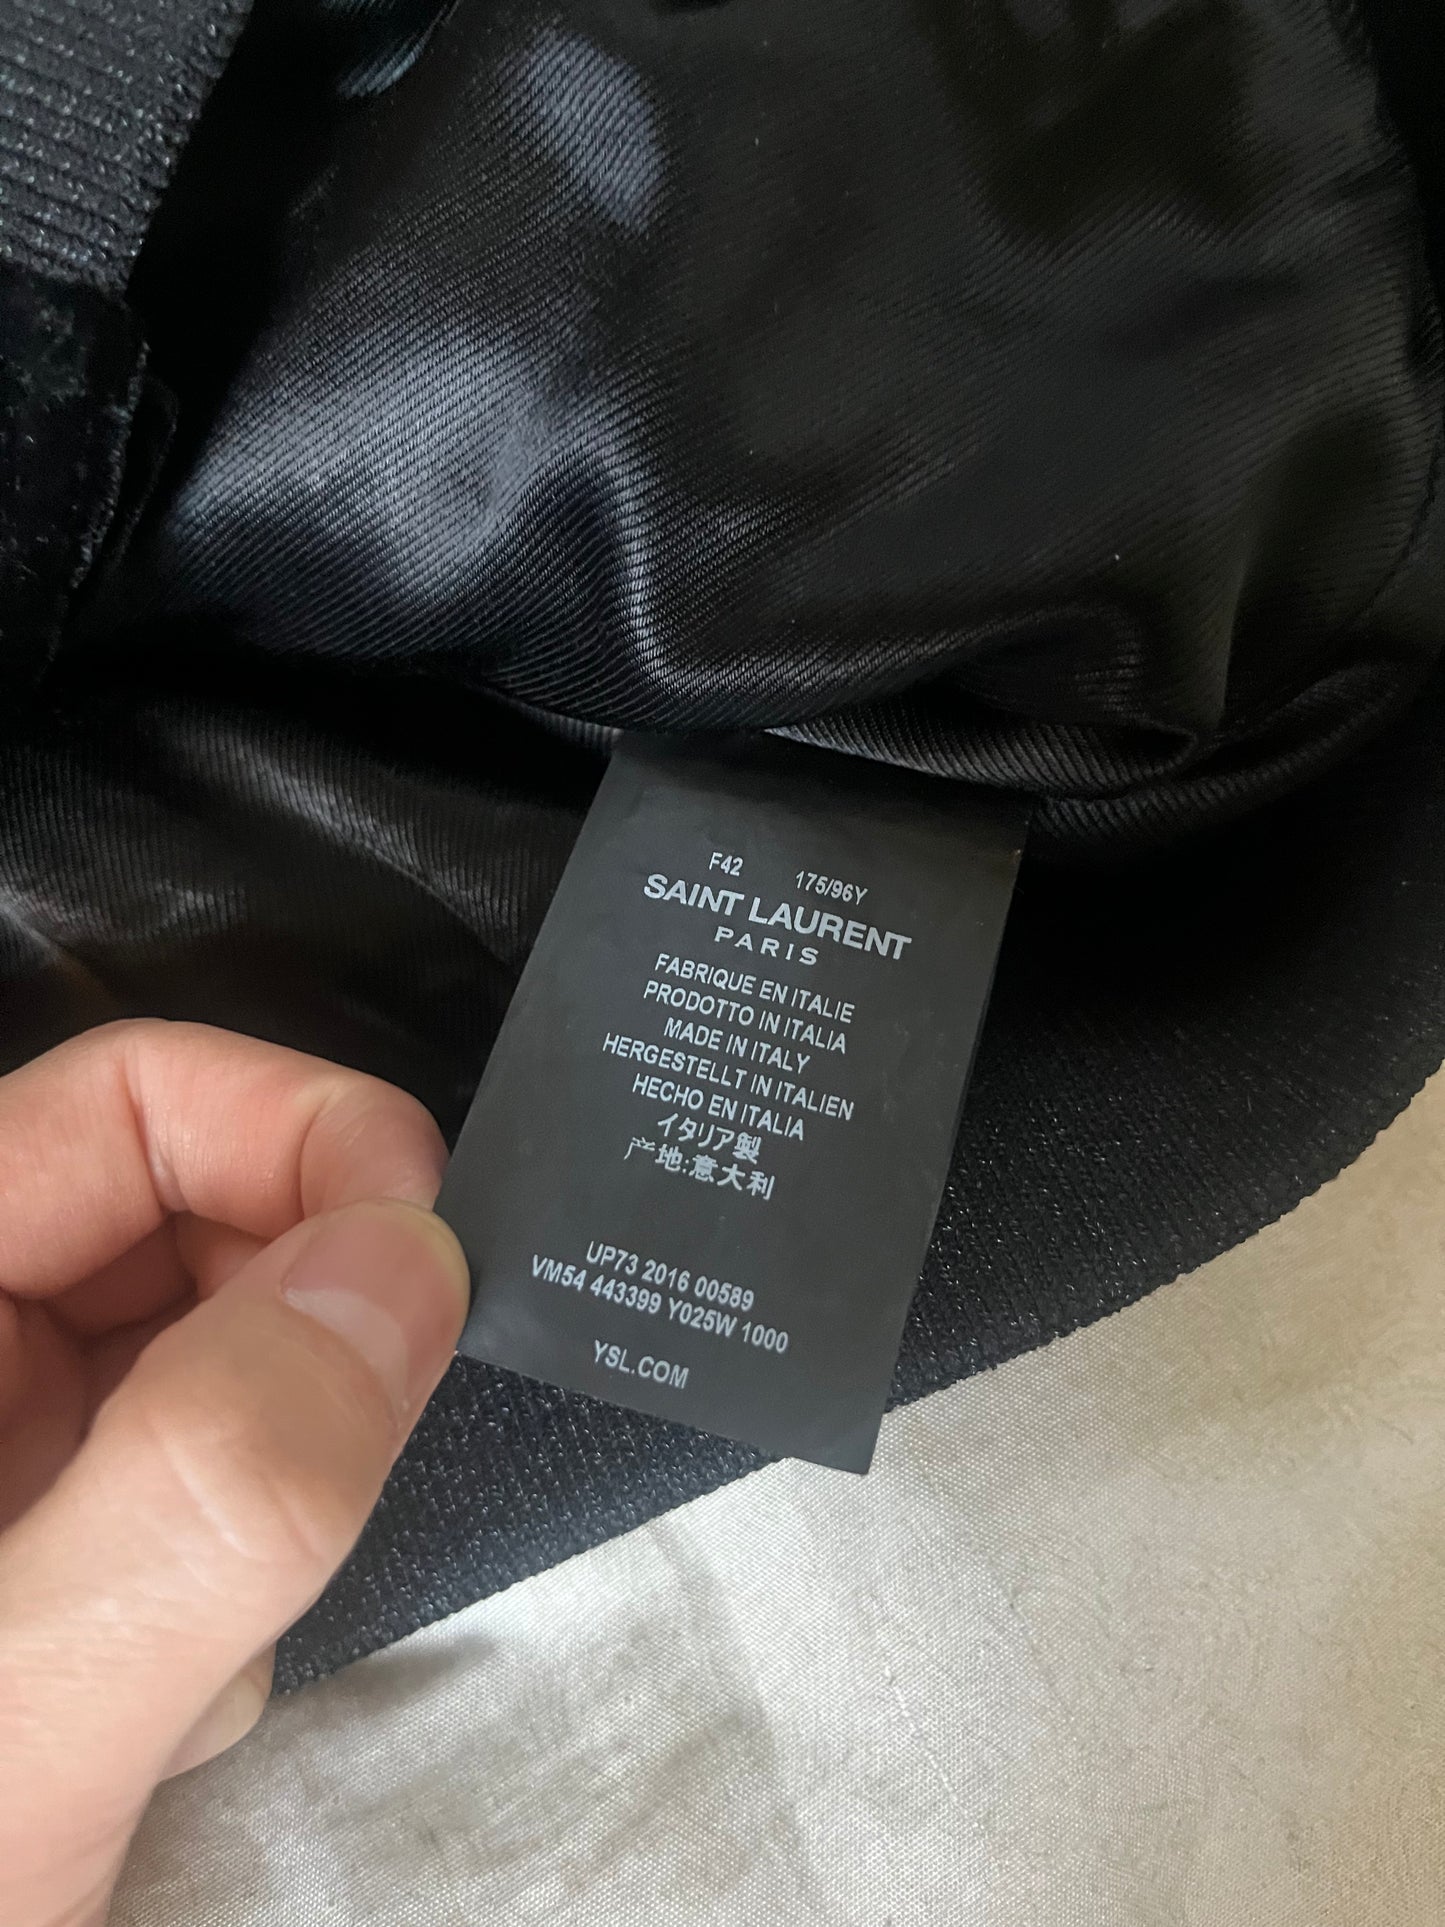 F42 175/96Y
SAINT LAURENT
PARIS
FABRIQUE EN ITALIE
PRODOTTO IN ITALIA
MADE IN ITALY
HERGESTELLT IN ITALIEN
HECHO EN ITALIA
イタリア製
产地:意大利
UP73 2016 00589
VM54 443399 Y025W 1000
YSL.COM